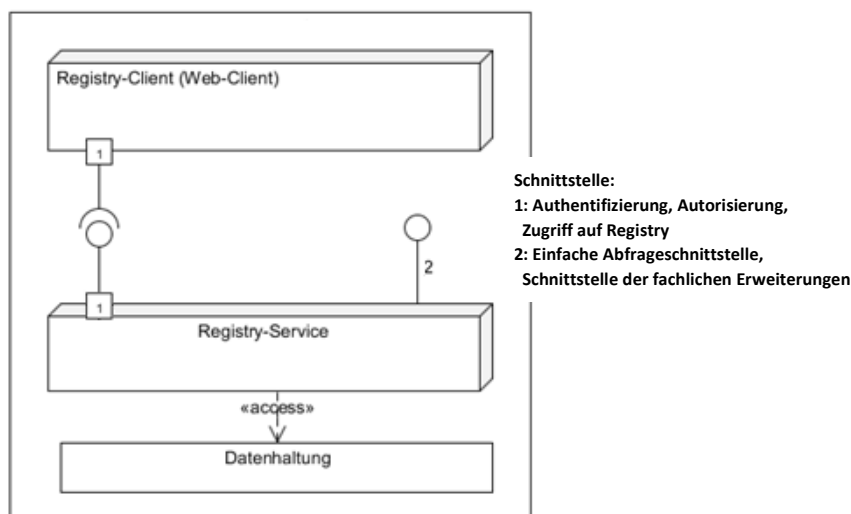 Registry-Client (Web-Client)
1
Schnittstelle:
1: Authentifizierung, Autorisierung,
Zugriff auf Registry
2: Einfache Abfrageschnittstelle,
Schnittstelle der fachlichen Erweiterungen
2
1
Registry-Service
«access»
Datenhaltung